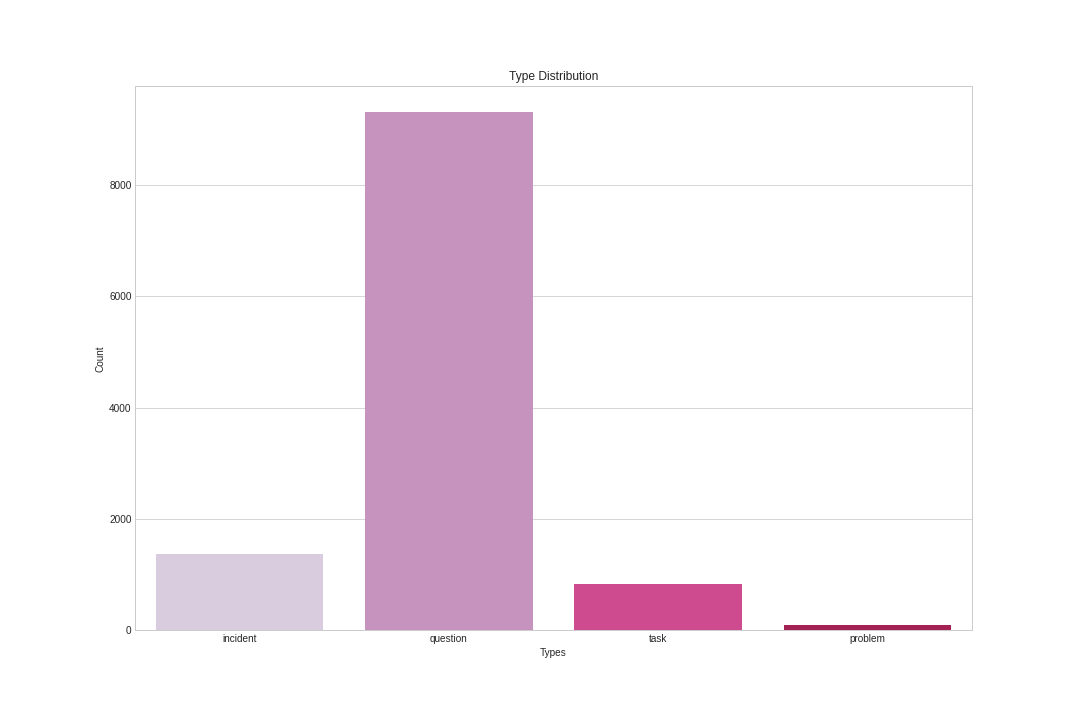 Type Distribution
8000
6000
4000
2000
0
Count
incident
question
task
problem
Types